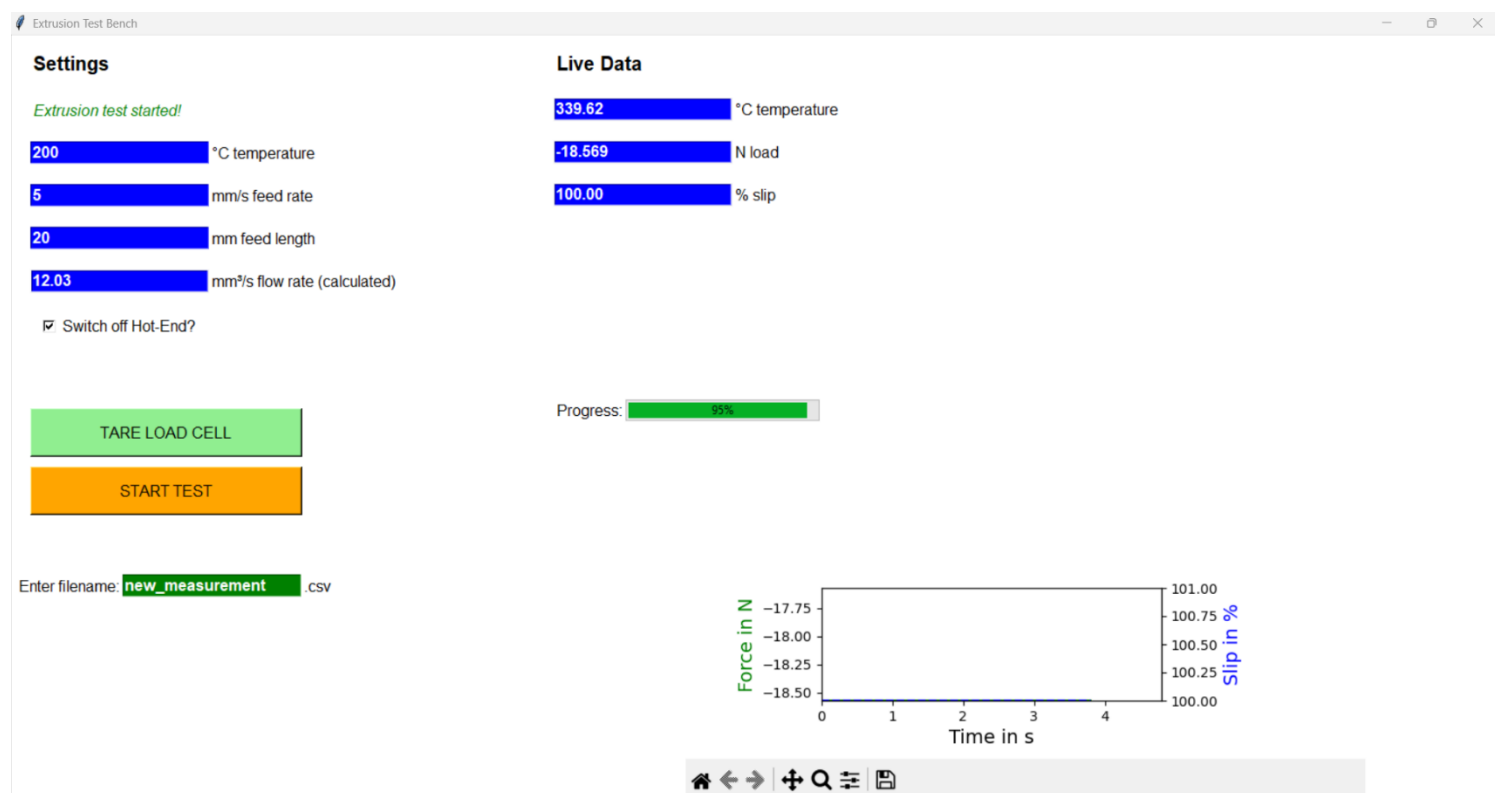 Extrusion Test Bench
Settings
Extrusion test started!
200 °C temperature
5 mm/s feed rate
20 mm feed length
12.03 mm³/s flow rate (calculated)
Switch off Hot-End?
TARE LOAD CELL
START TEST
Enter filename: new_measurement .csv
Live Data
339.62 °C temperature
-18.569 N load
100.00 % slip
Progress: 95%
Force in N
−17.75
−18.00
−18.25
−18.50
0 1 2 3 4
Time in s
101.00
100.75
100.50
100.25
100.00
Slip in %